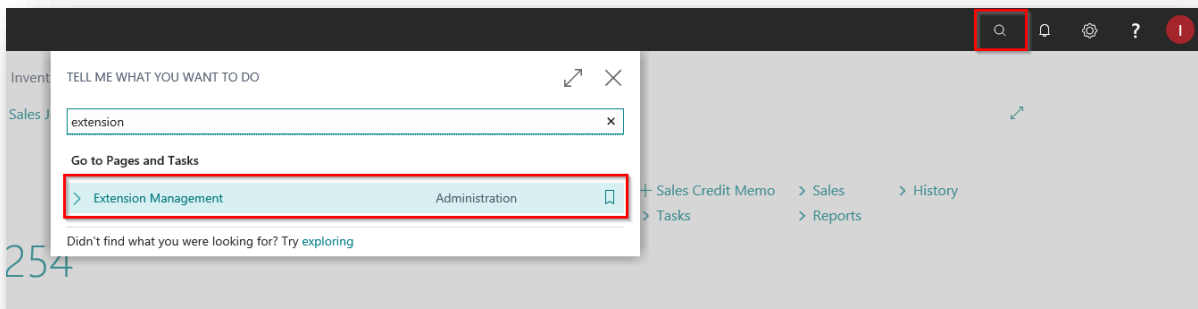 ?
I
Invent
TELL ME WHAT YOU WANT TO DO
Sales J
extension
Go to Pages and Tasks
Extension Management Administration
+ Sales Credit Memo > Sales > History
> Tasks > Reports
Didn't find what you were looking for? Try exploring
254